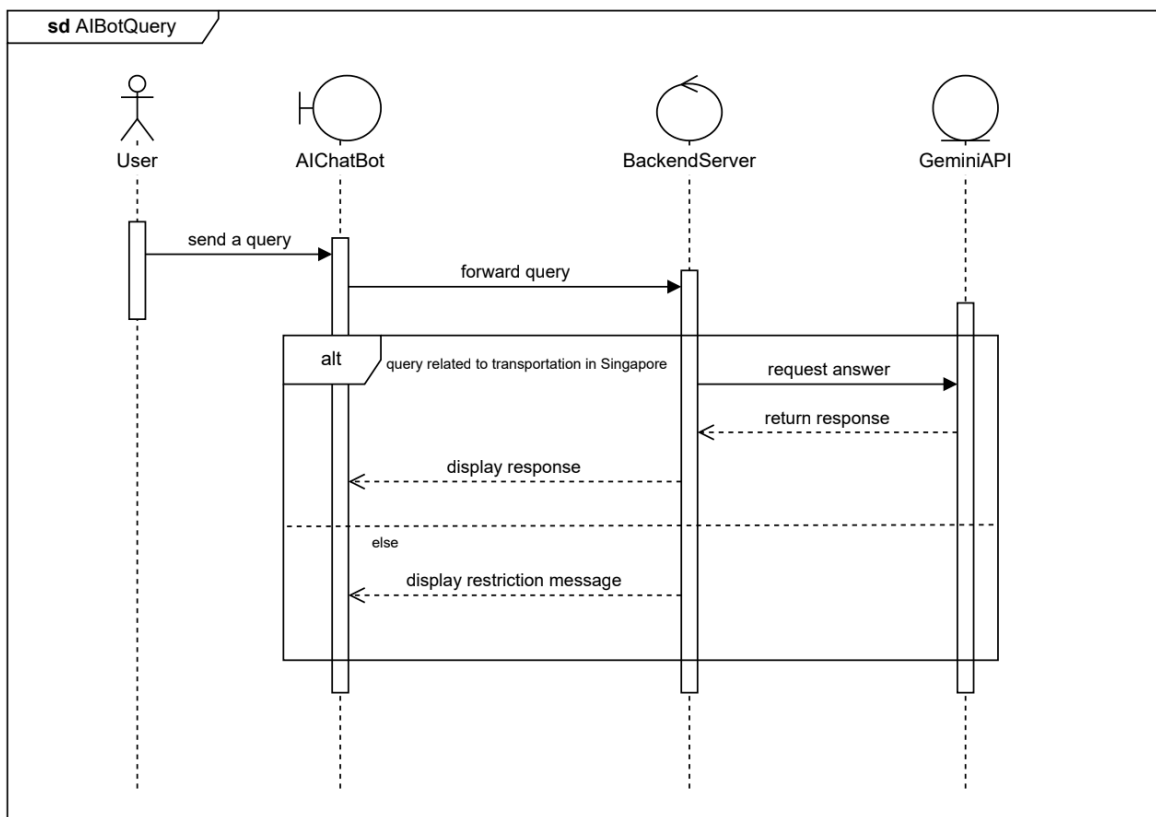 sd AIBotQuery
User
AIChatBot
BackendServer
GeminiAPI
send a query
forward query
alt
query related to transportation in Singapore
request answer
return response
display response
else
display restriction message